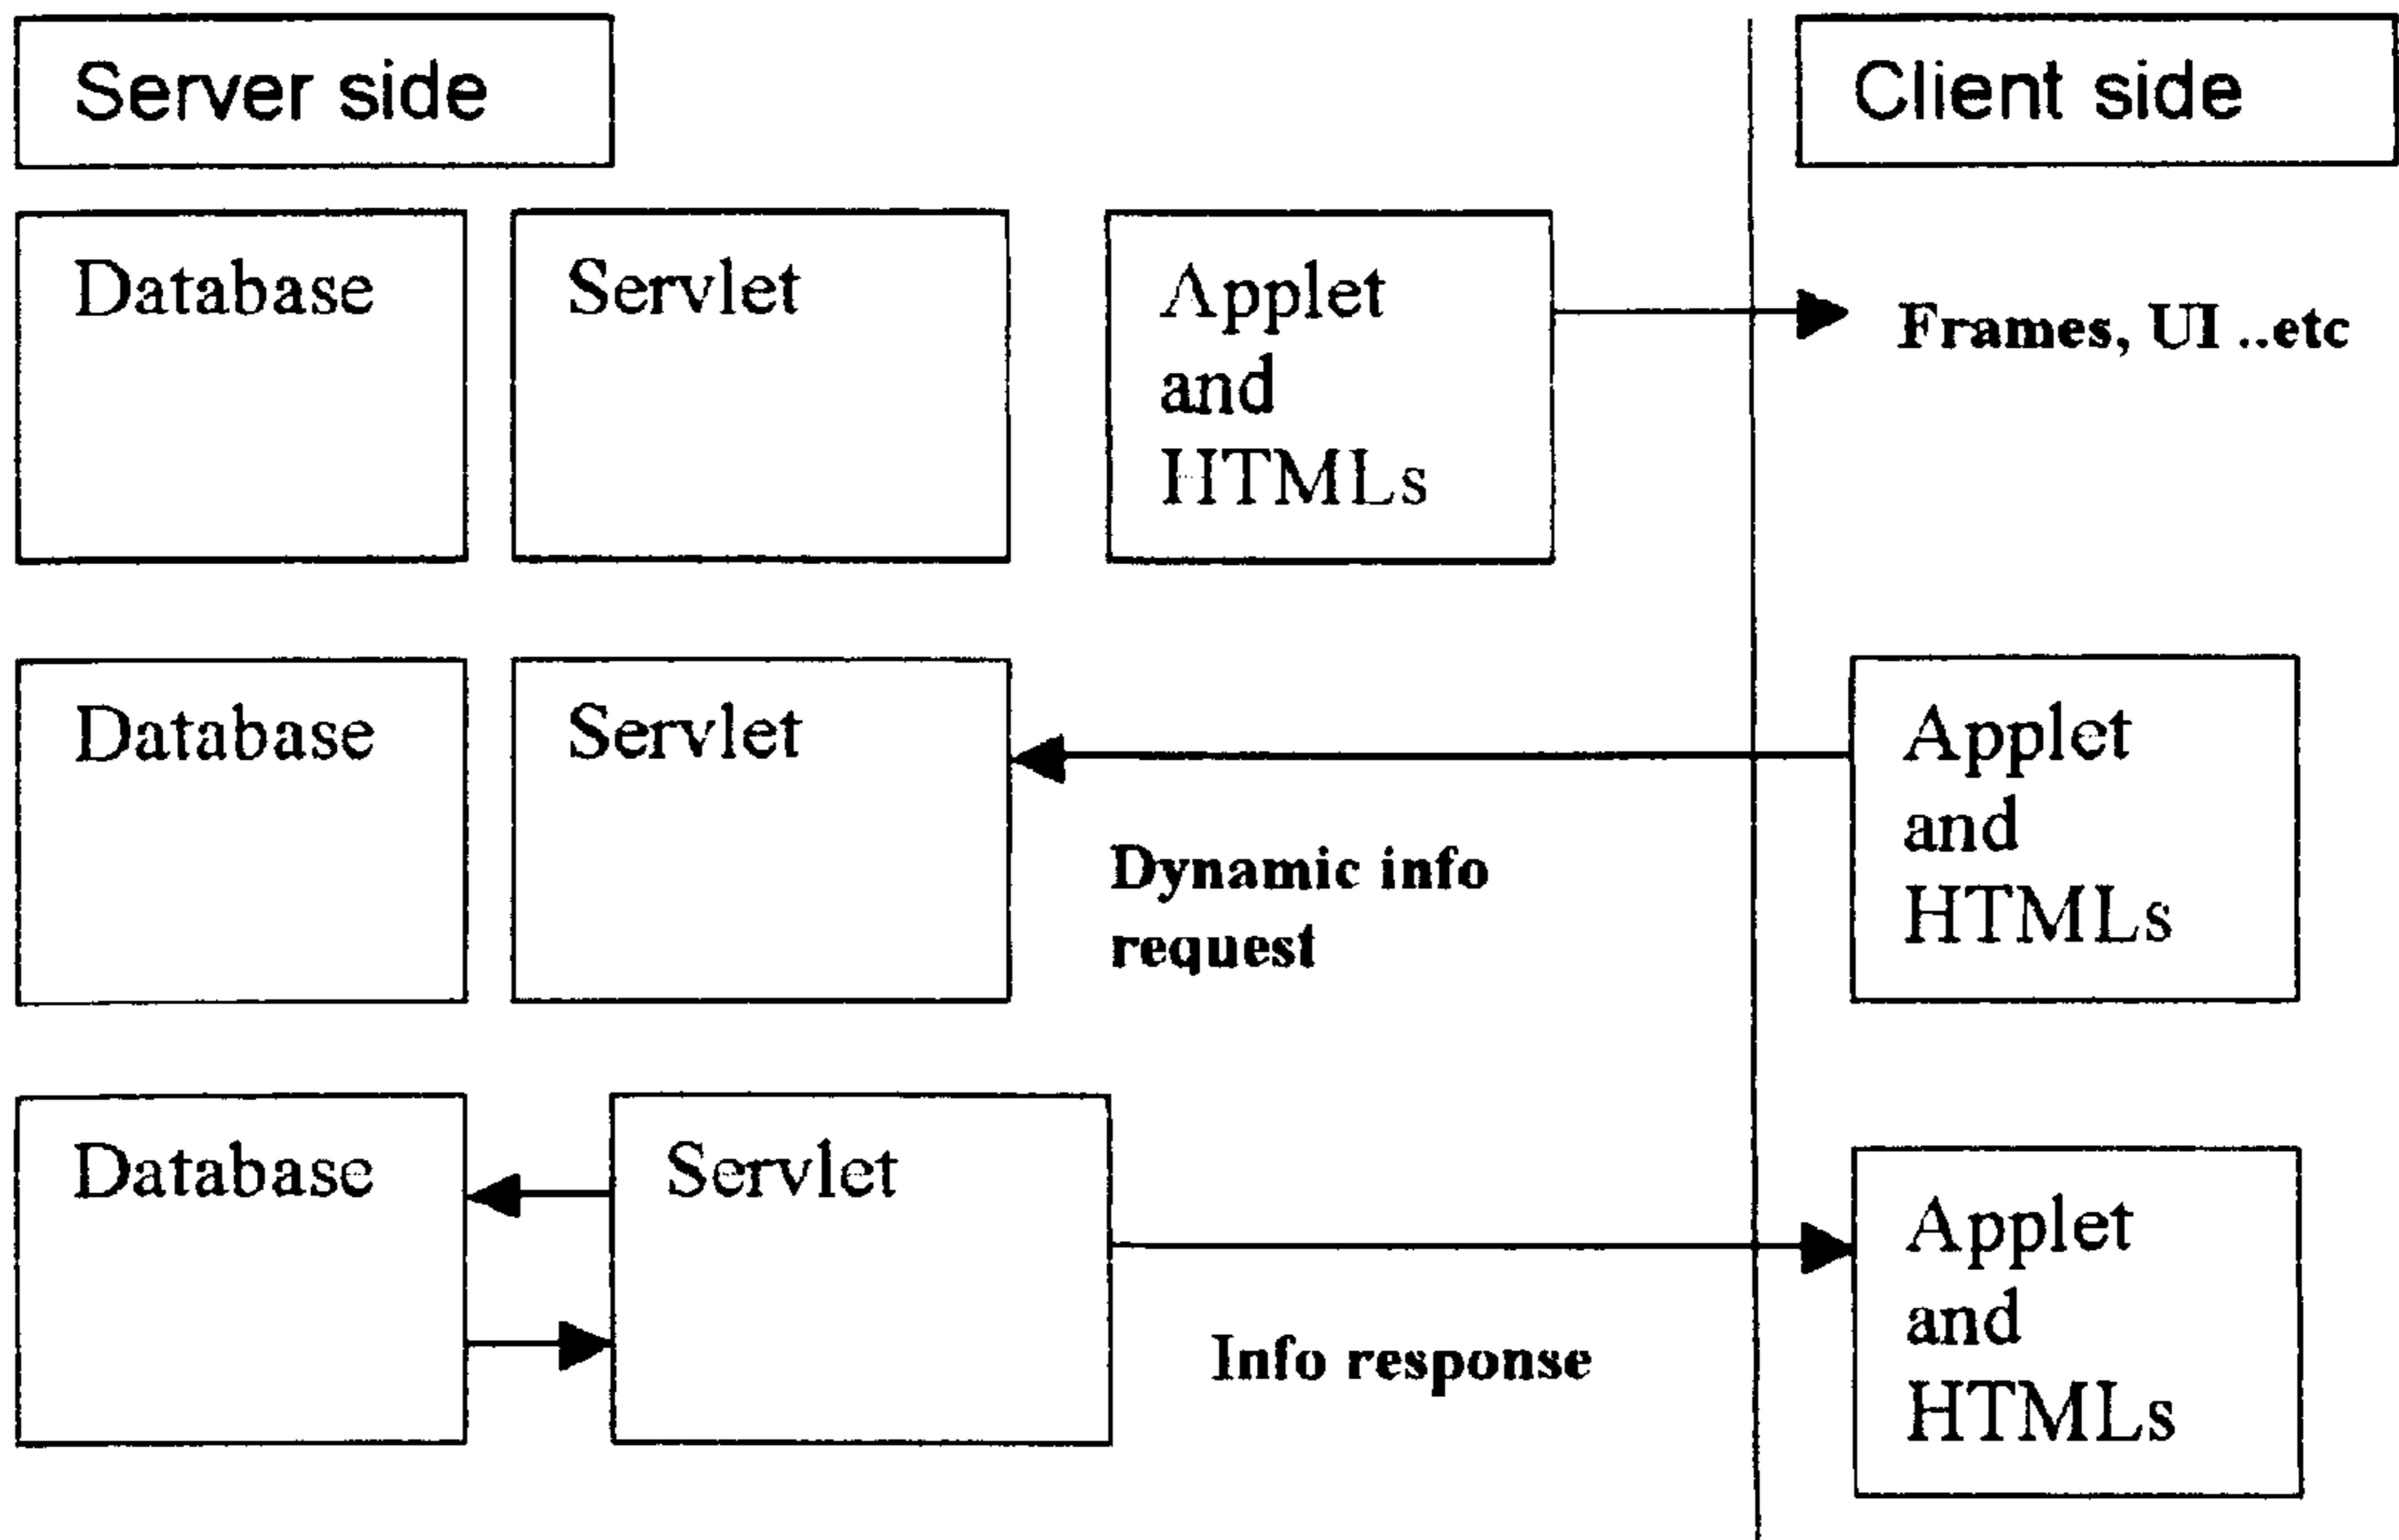 Server side
Client side
Database
Servlet
Applet
and
HTMLs
Frames, UI ..etc
Database
Servlet
Dynamic info
request
Applet
and
HTMLs
Database
Servlet
Info response
Applet
and
HTMLs